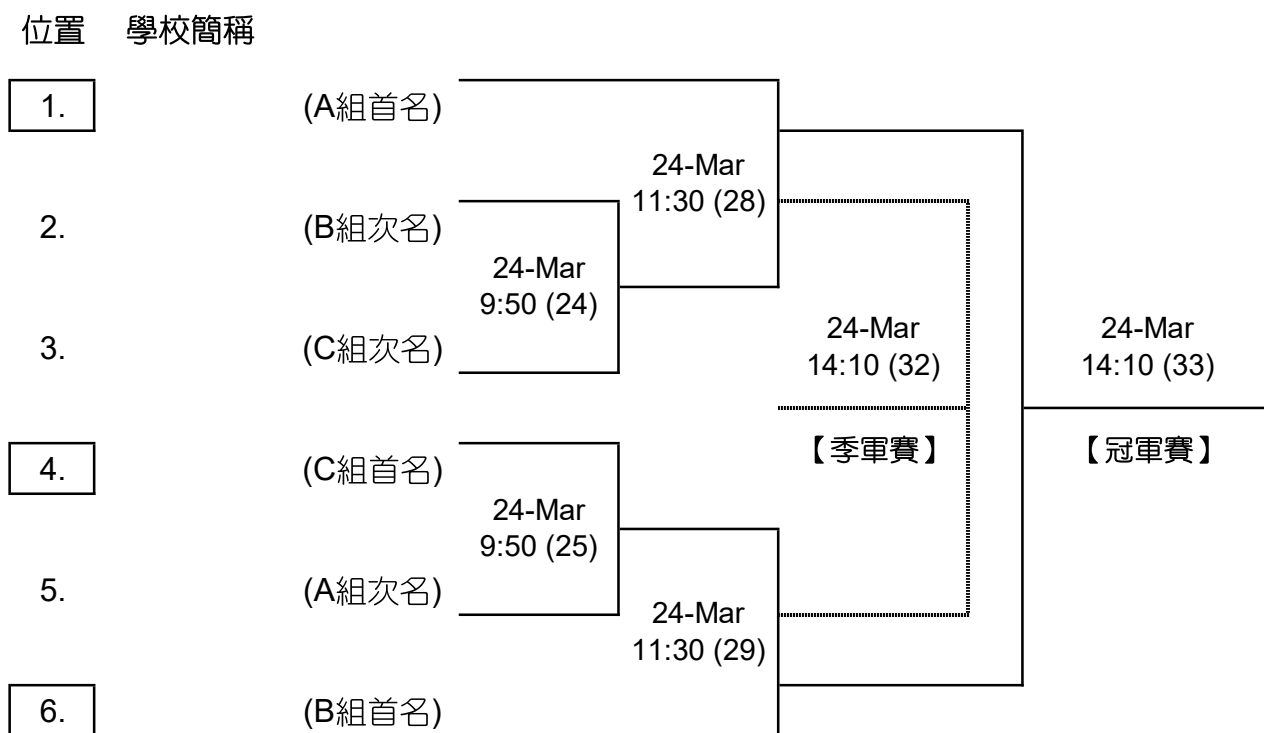 位置 學校簡稱
1. (A組首名)
24-Mar
11:30 (28)
2. (B組次名)
24-Mar
9:50 (24)
3. (C組次名)
24-Mar
14:10 (32)
24-Mar
14:10 (33)
【季軍賽】
【冠軍賽】
4. (C組首名)
24-Mar
9:50 (25)
5. (A組次名)
24-Mar
11:30 (29)
6. (B組首名)